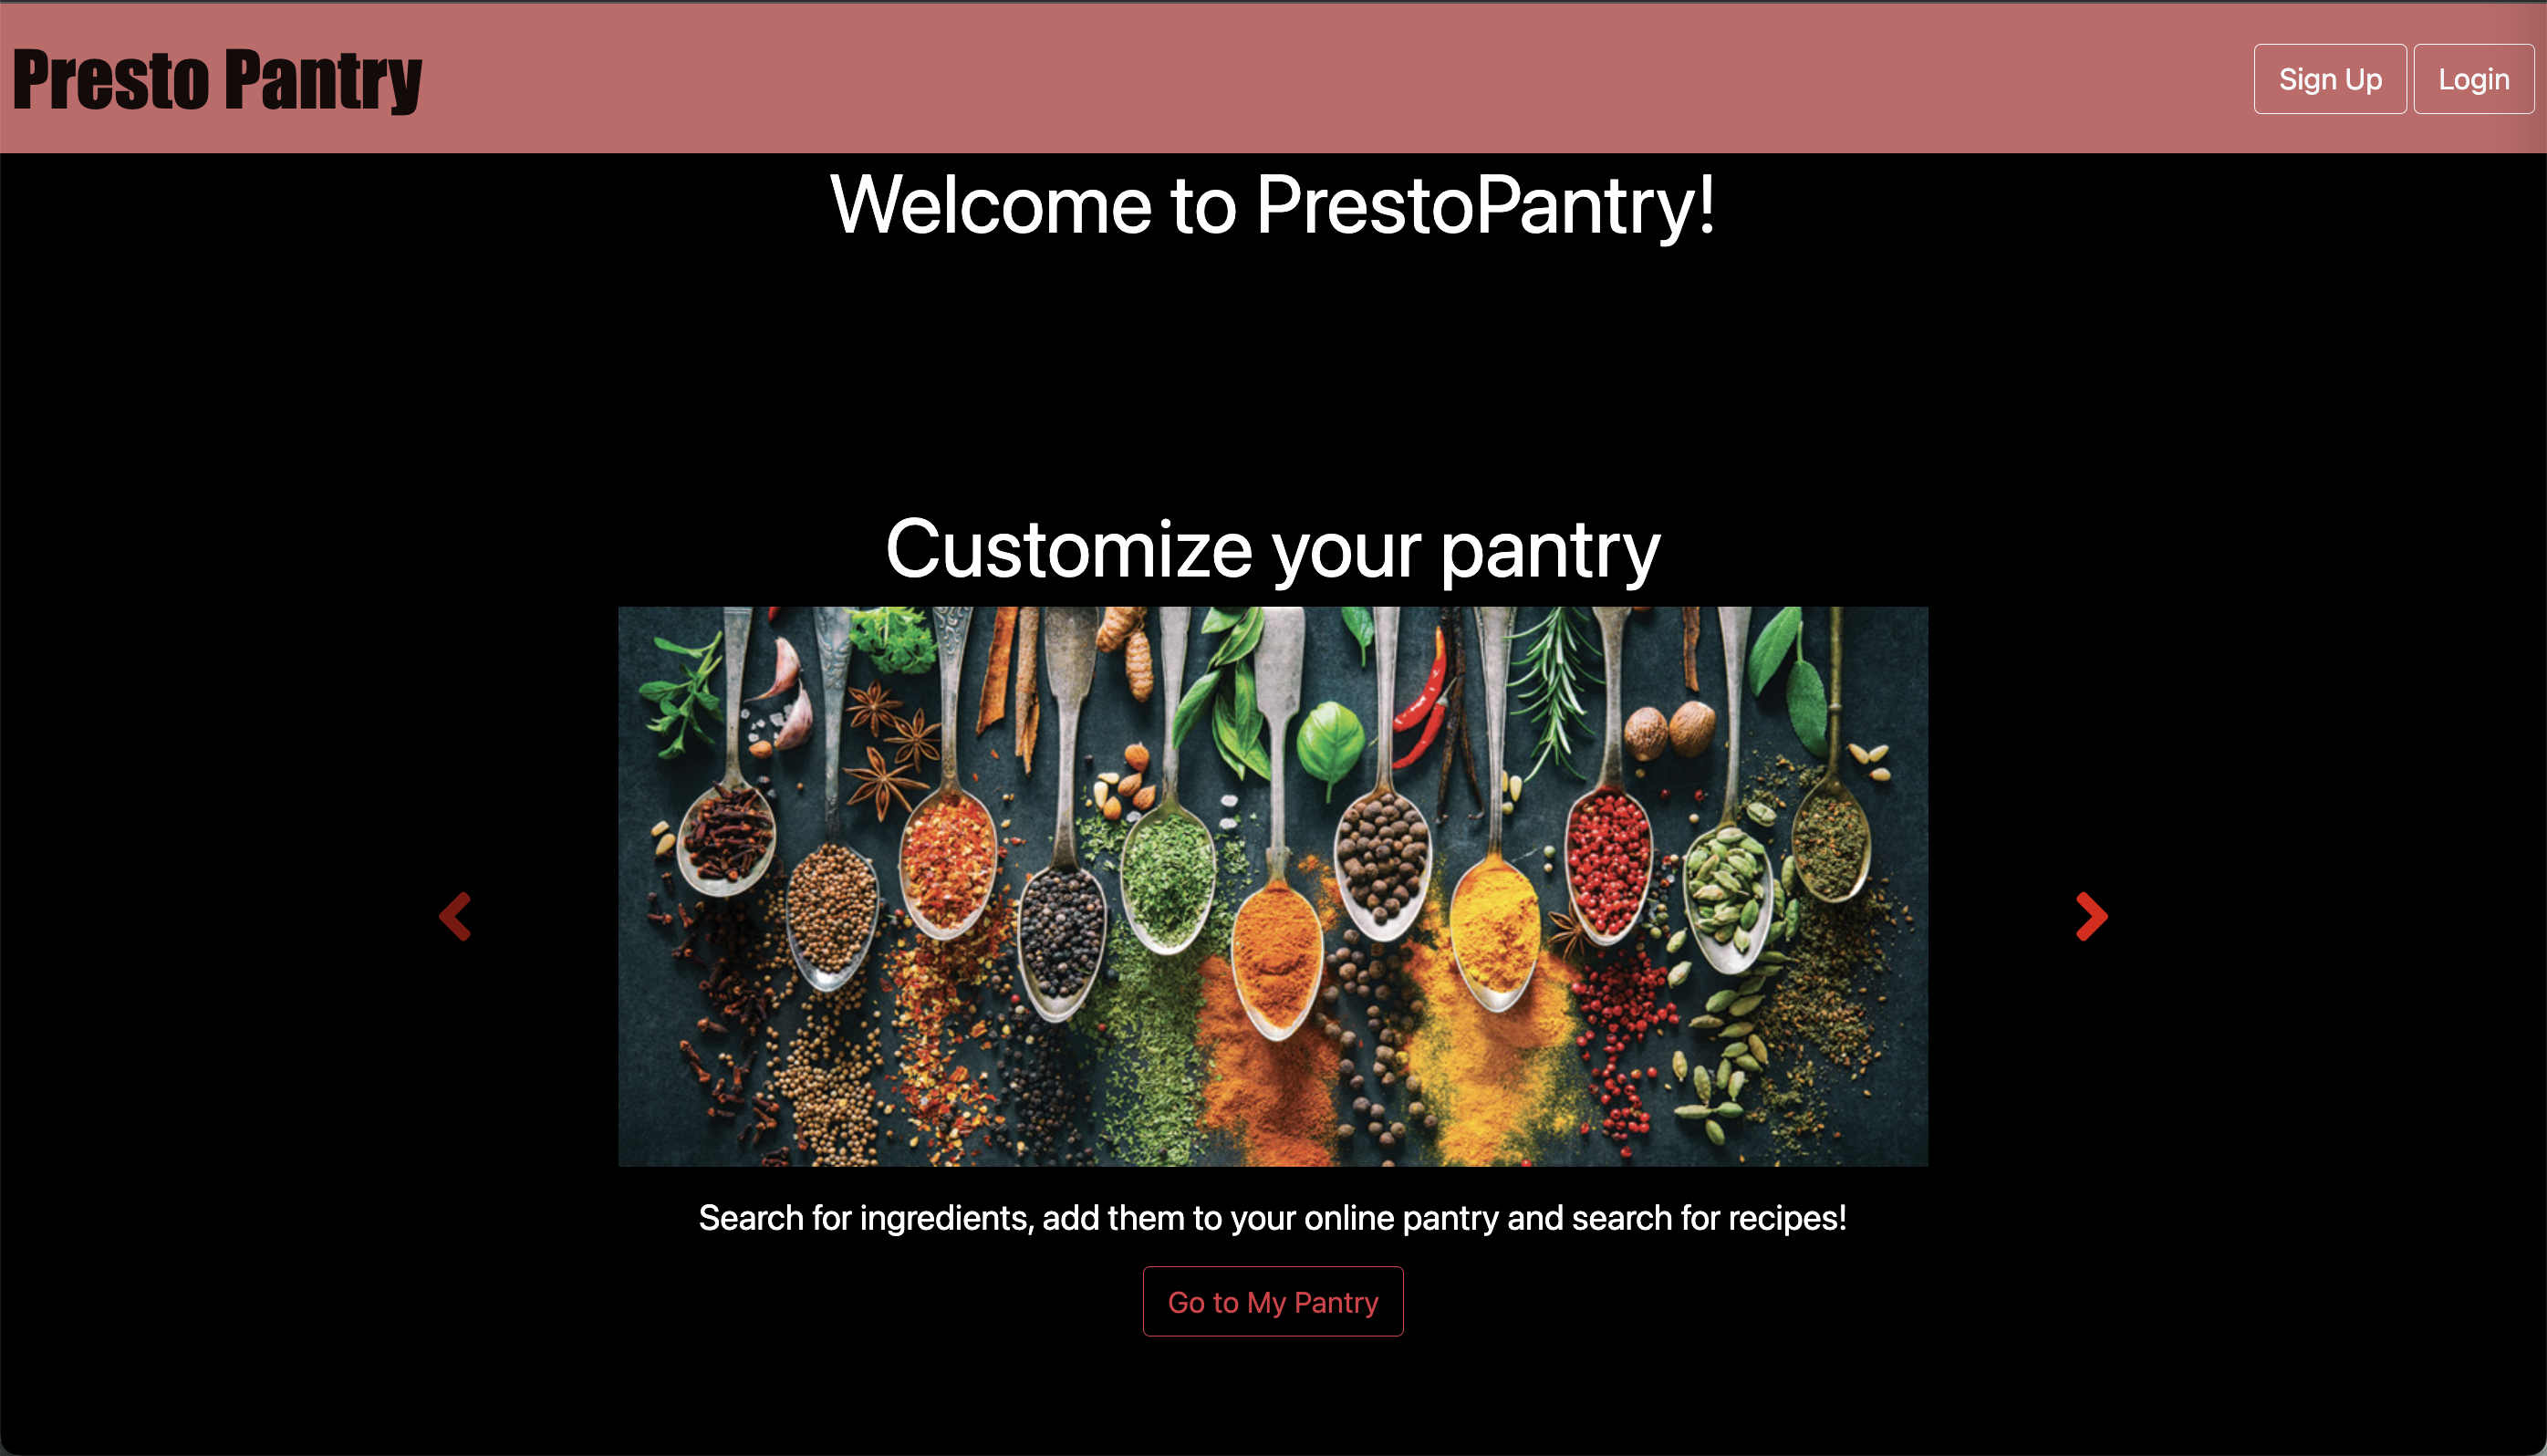 Presto Pantry
Sign Up
Login
Welcome to PrestoPantry!
Customize your pantry
Search for ingredients, add them to your online pantry and search for recipes!
Go to My Pantry